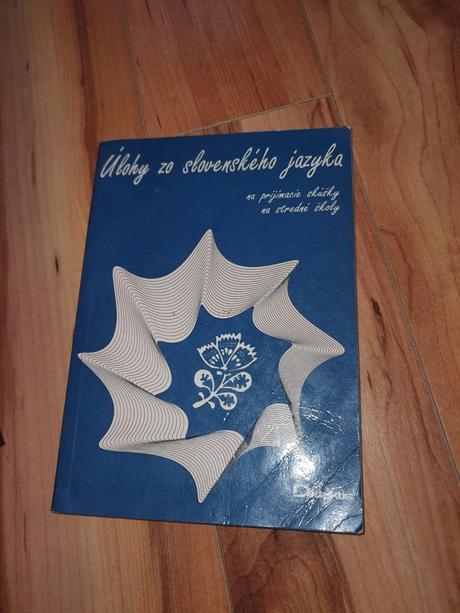 Úlohy zo slovenského jazyka
na prijímacie skúšky
na stredné školy